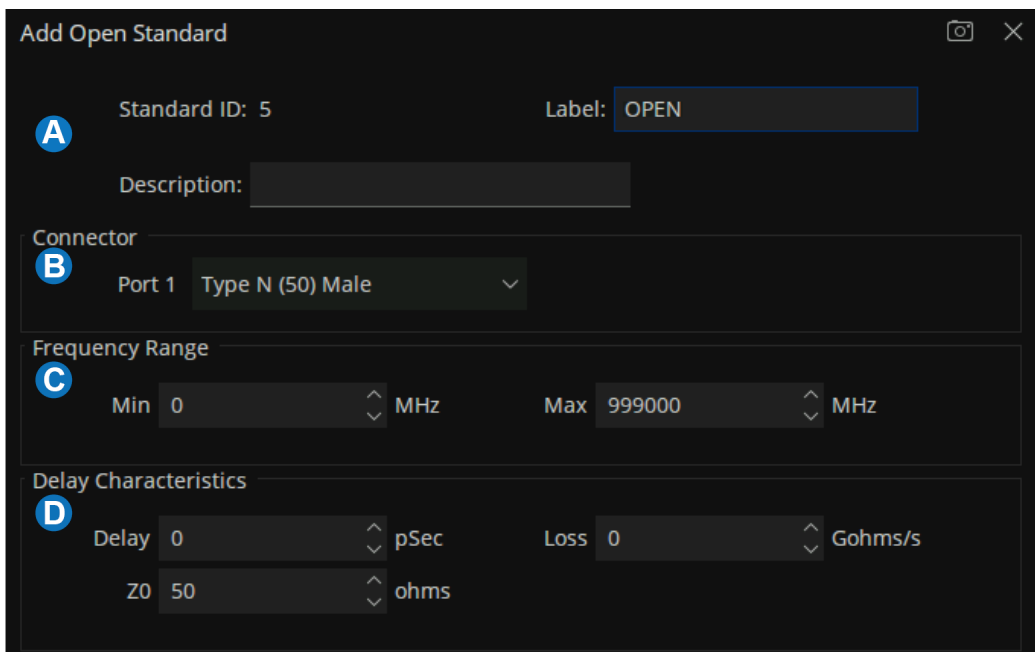 Add Open Standard
A
Standard ID: 5 Label: OPEN
Description:
Connector
B
Port 1 Type N (50) Male
Frequency Range
C
Min 0 MHz Max 999000 MHz
Delay Characteristics
D
Delay 0 pSec Loss 0 Gohms/s
Z0 50 ohms